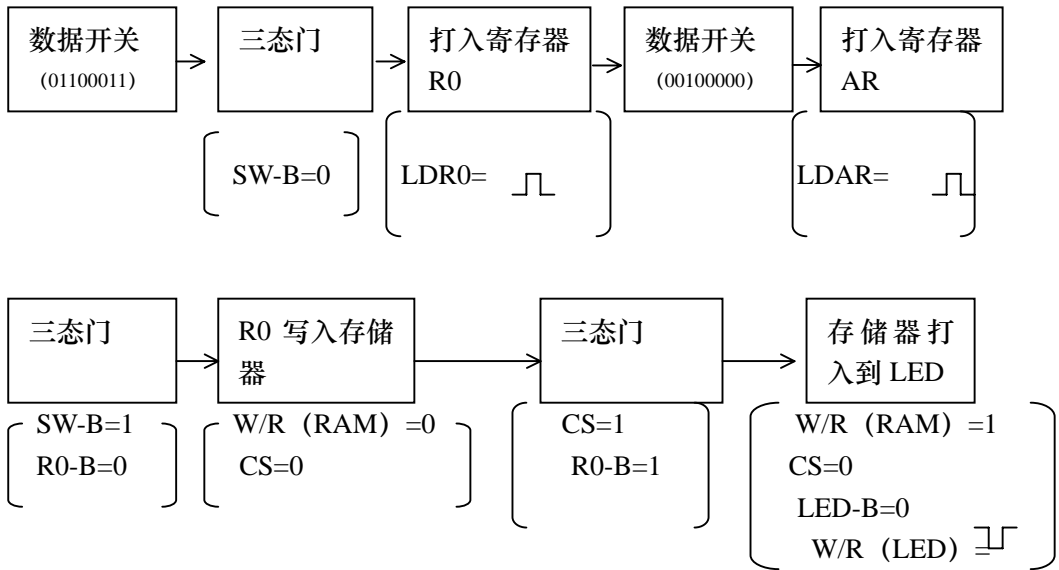 数据开关
（01100011）
三态门
打入寄存器
R0
数据开关
（00100000）
打入寄存器
AR
SW-B=0
LDR0=
LDAR=
三态门
R0 写入存储
器
三态门
存储器打
入到 LED
SW-B=1
R0-B=0
W/R（RAM）=0
CS=0
CS=1
R0-B=1
W/R（RAM）=1
CS=0
LED-B=0
W/R（LED）=